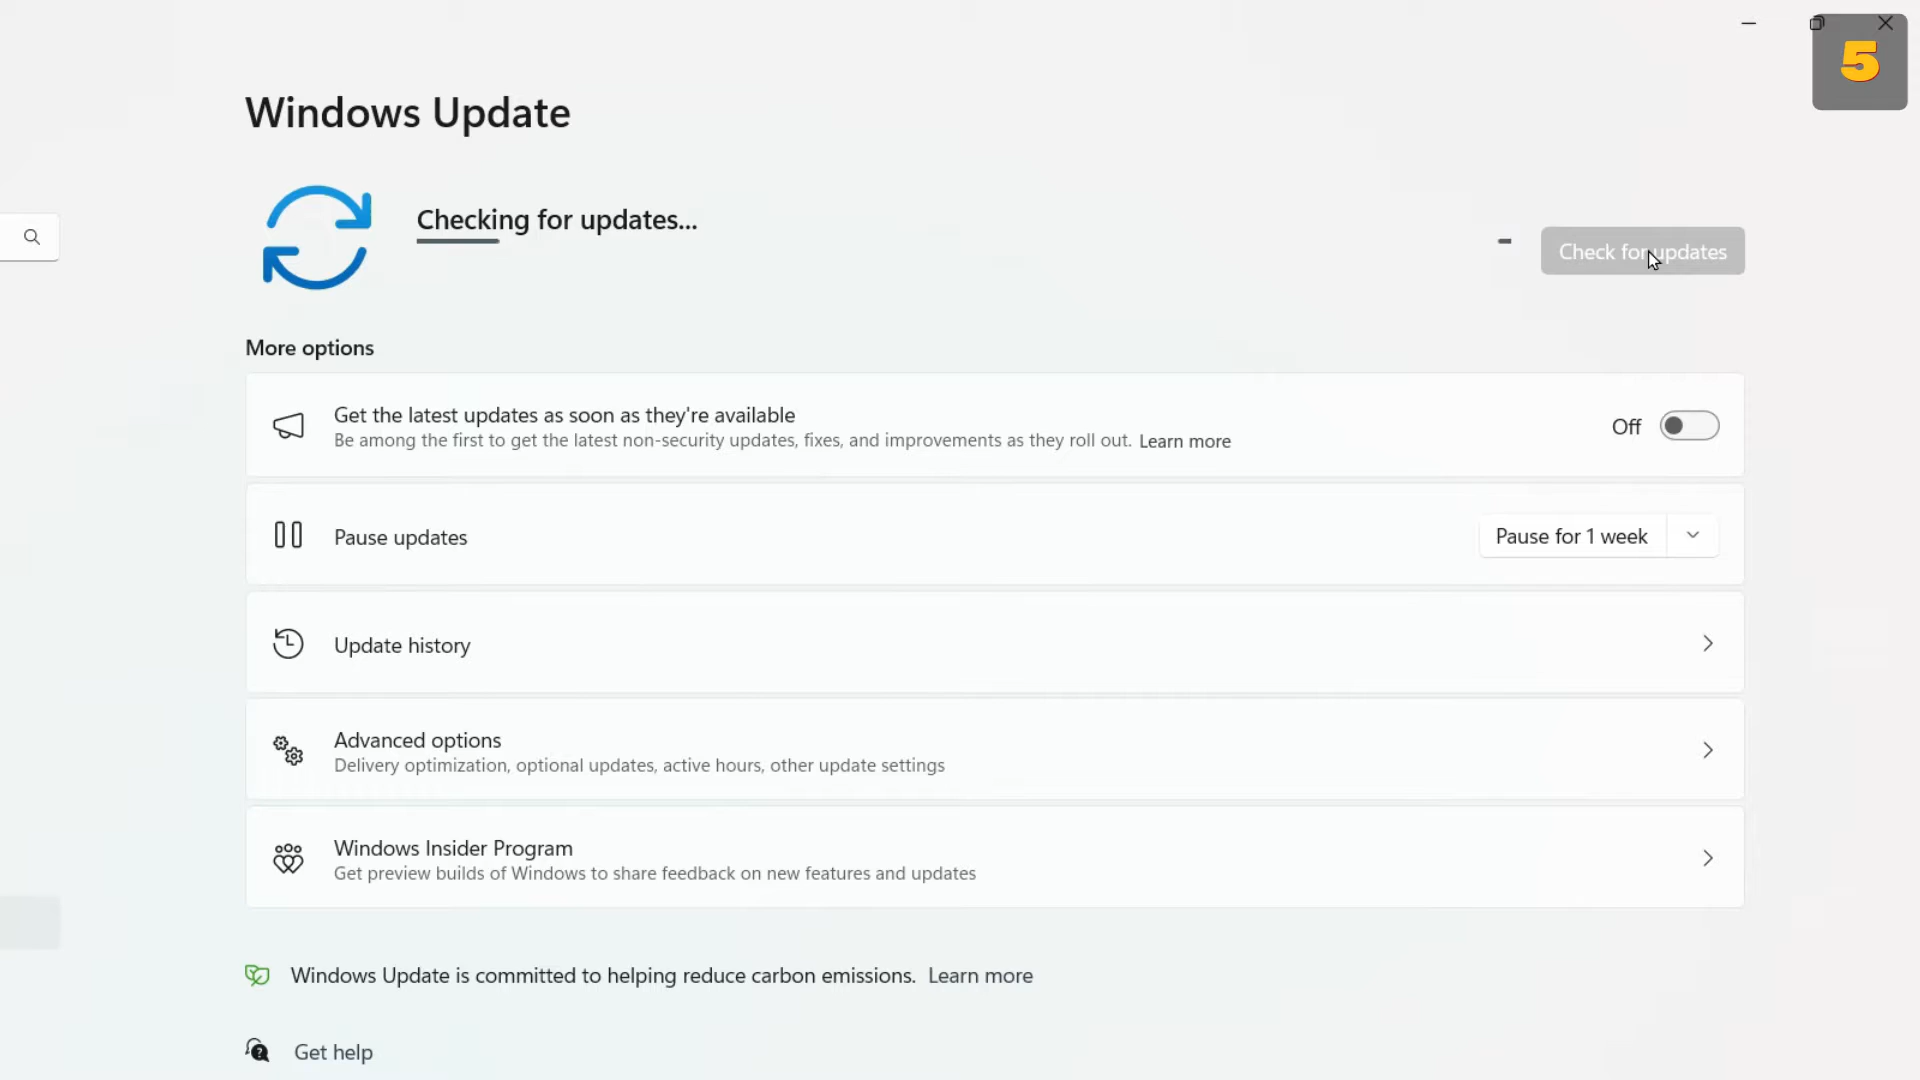 5
Windows Update
Checking for updates...
Check for updates
More options
Get the latest updates as soon as they're available
Be among the first to get the latest non-security updates, fixes, and improvements as they roll out. Learn more
Off
Pause updates
Pause for 1 week
Update history
Advanced options
Delivery optimization, optional updates, active hours, other update settings
Windows Insider Program
Get preview builds of Windows to share feedback on new features and updates
Windows Update is committed to helping reduce carbon emissions. Learn more
Get help